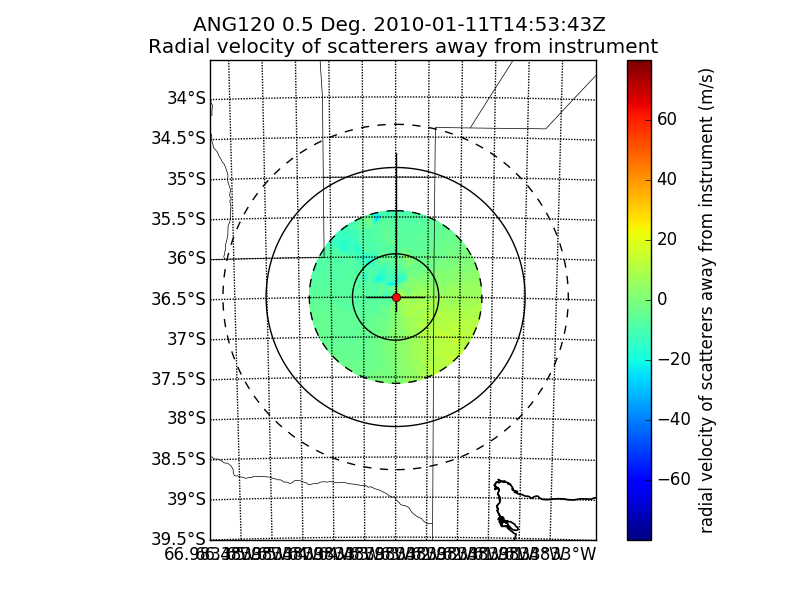 ANG120 0.5 Deg. 2010-01-11T14:53:43Z
Radial velocity of scatterers away from instrument
34°S
34.5°S
35°S
35.5°S
36°S
36.5°S
37°S
37.5°S
38°S
38.5°S
39°S
39.5°S
60
40
20
0
−20
−40
−60
radial velocity of scatterers away from instrument (m/s)